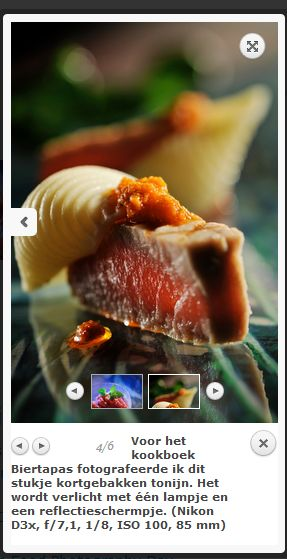 4/6
Voor het
kookboek
Biertapas fotografeerde ik dit
stukje kortgebakken tonijn. Het
wordt verlicht met één lampje en
een reflectieschermpje. (Nikon
D3x, f/7,1, 1/8, ISO 100, 85 mm)